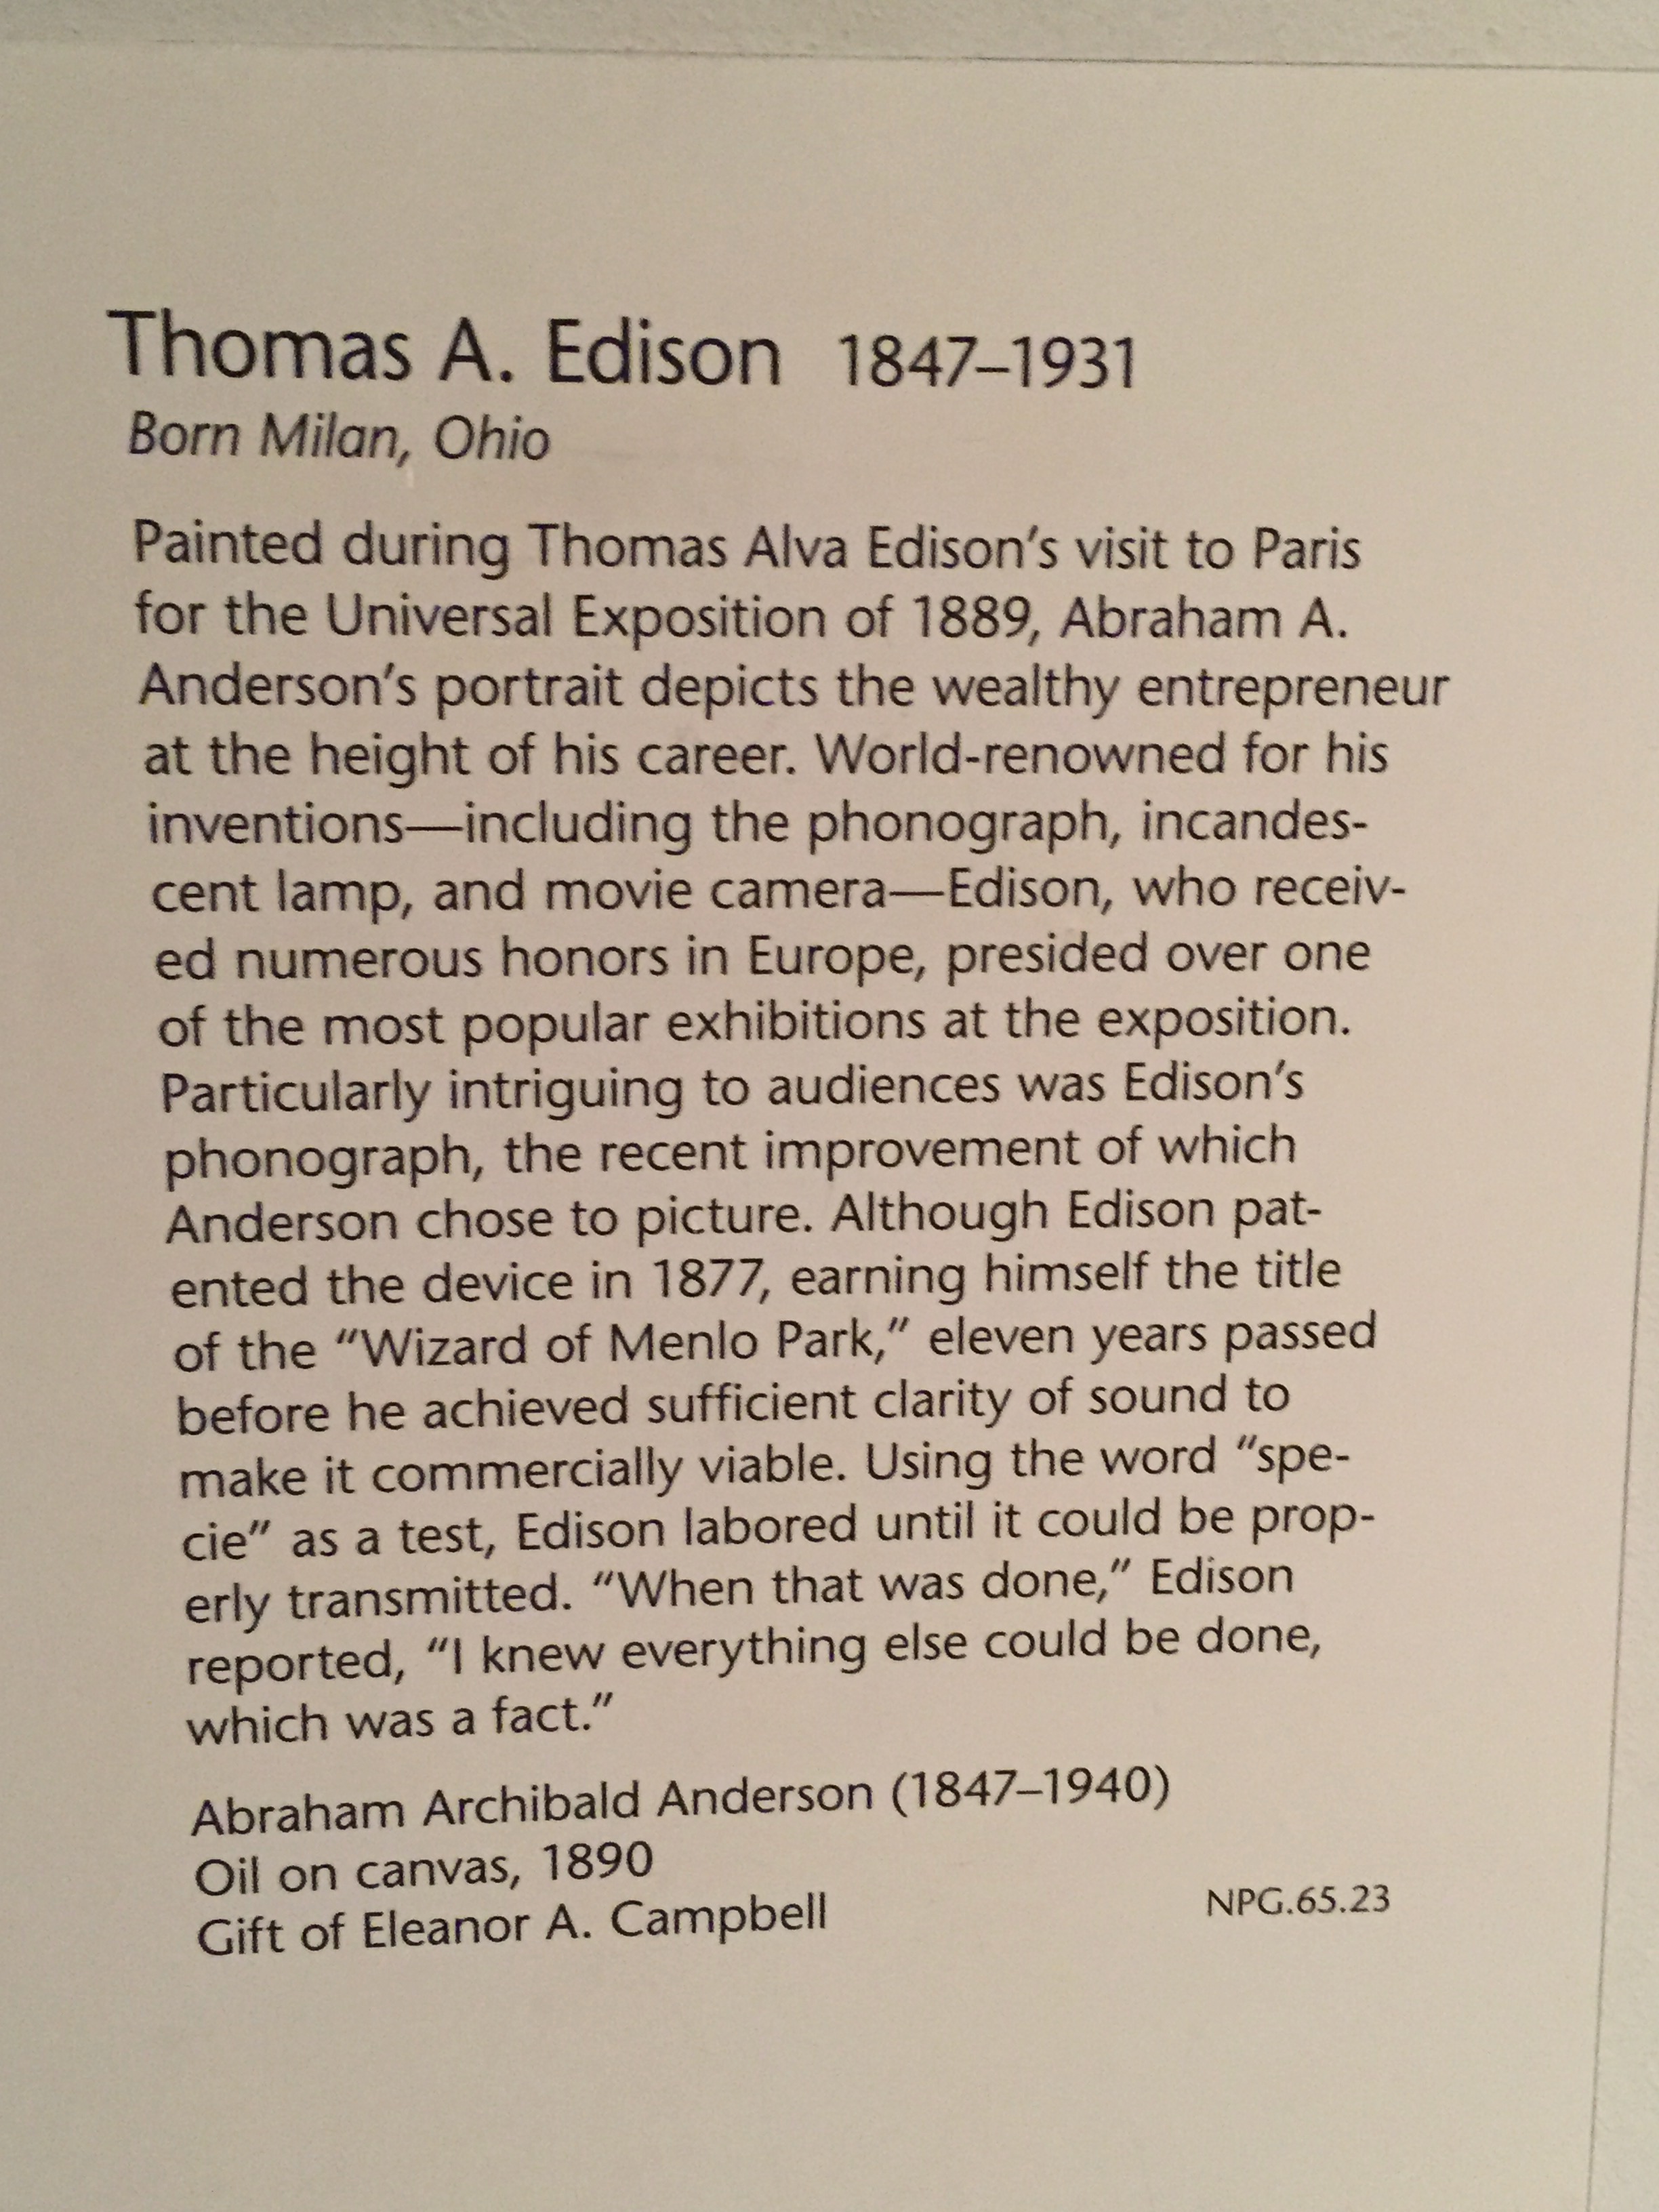 Thomas A. Edison 1847–1931
Born Milan, Ohio
Painted during Thomas Alva Edison's visit to Paris
for the Universal Exposition of 1889, Abraham A.
Anderson's portrait depicts the wealthy entrepreneur
at the height of his career. World-renowned for his
inventions—including the phonograph, incandes-
cent lamp, and movie camera—Edison, who receiv-
ed numerous honors in Europe, presided over one
of the most popular exhibitions at the exposition.
Particularly intriguing to audiences was Edison's
phonograph, the recent improvement of which
Anderson chose to picture. Although Edison pat-
ented the device in 1877, earning himself the title
of the "Wizard of Menlo Park," eleven years passed
before he achieved sufficient clarity of sound to
make it commercially viable. Using the word "spe-
cie" as a test, Edison labored until it could be prop-
erly transmitted. "When that was done," Edison
reported, "I knew everything else could be done,
which was a fact."
Abraham Archibald Anderson (1847–1940)
Oil on canvas, 1890
Gift of Eleanor A. Campbell NPG.65.23